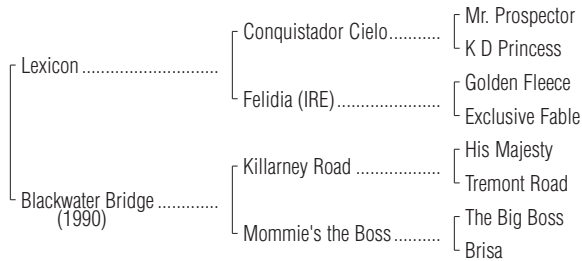 Mr. Prospector
Conquistador Cielo...........
K D Princess
Lexicon .............................
Golden Fleece
Felidia (IRE)......................
Exclusive Fable
His Majesty
Killarney Road ..................
Tremont Road
Blackwater Bridge .............
(1990)
The Big Boss
Mommie's the Boss..........
Brisa